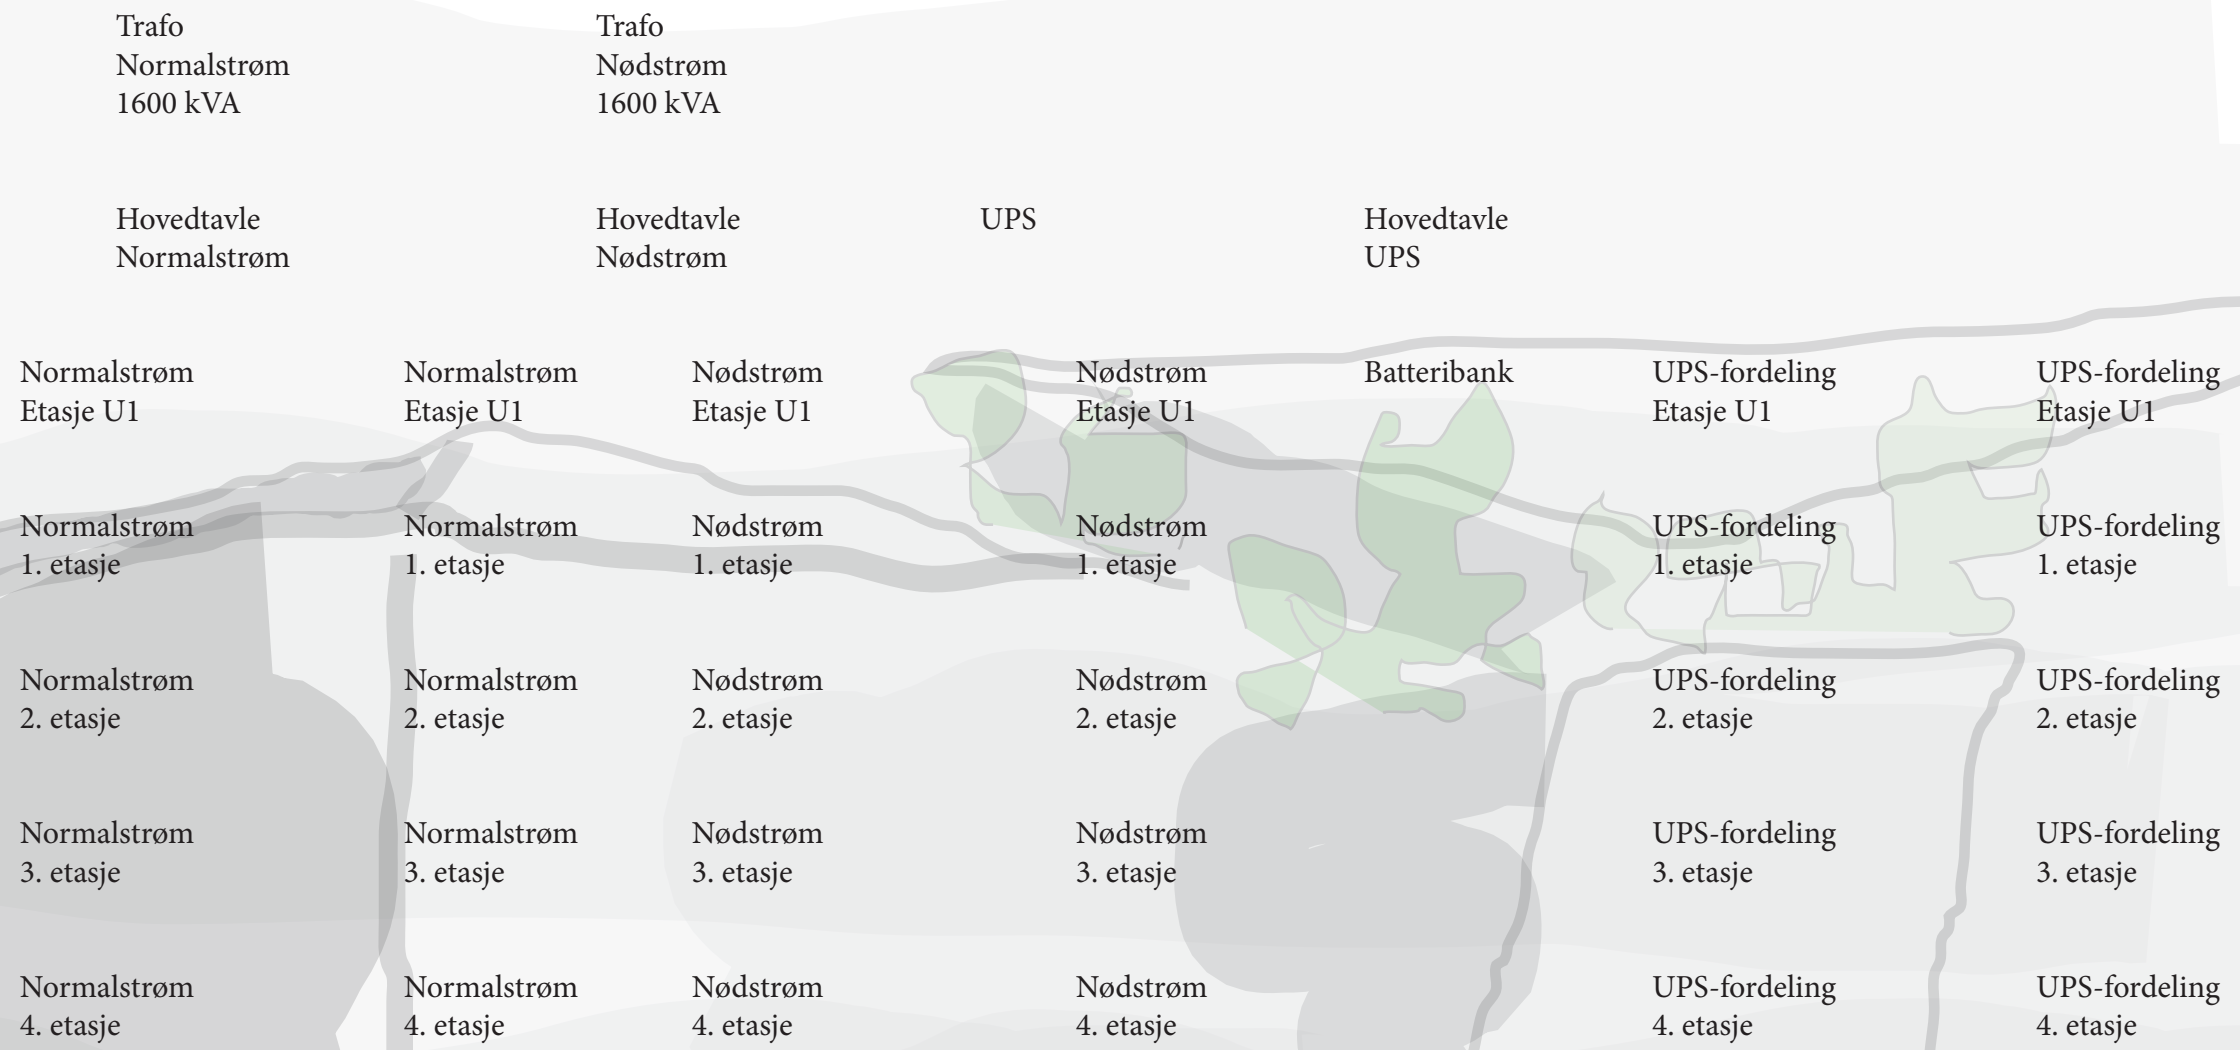 Trafo
Normalstrøm
1600 kVA
Trafo
Nødstrøm
1600 kVA
Hovedtavle
Normalstrøm
Hovedtavle
Nødstrøm
UPS
Hovedtavle
UPS
Normalstrøm
Etasje U1
Normalstrøm
Etasje U1
Nødstrøm
Etasje U1
Nødstrøm
Etasje U1
Batteribank
UPS-fordeling
Etasje U1
UPS-fordeling
Etasje U1
Normalstrøm
1. etasje
Normalstrøm
1. etasje
Nødstrøm
1. etasje
Nødstrøm
1. etasje
UPS-fordeling
1. etasje
UPS-fordeling
1. etasje
Normalstrøm
2. etasje
Normalstrøm
2. etasje
Nødstrøm
2. etasje
Nødstrøm
2. etasje
UPS-fordeling
2. etasje
UPS-fordeling
2. etasje
Normalstrøm
3. etasje
Normalstrøm
3. etasje
Nødstrøm
3. etasje
Nødstrøm
3. etasje
UPS-fordeling
3. etasje
UPS-fordeling
3. etasje
Normalstrøm
4. etasje
Normalstrøm
4. etasje
Nødstrøm
4. etasje
Nødstrøm
4. etasje
UPS-fordeling
4. etasje
UPS-fordeling
4. etasje